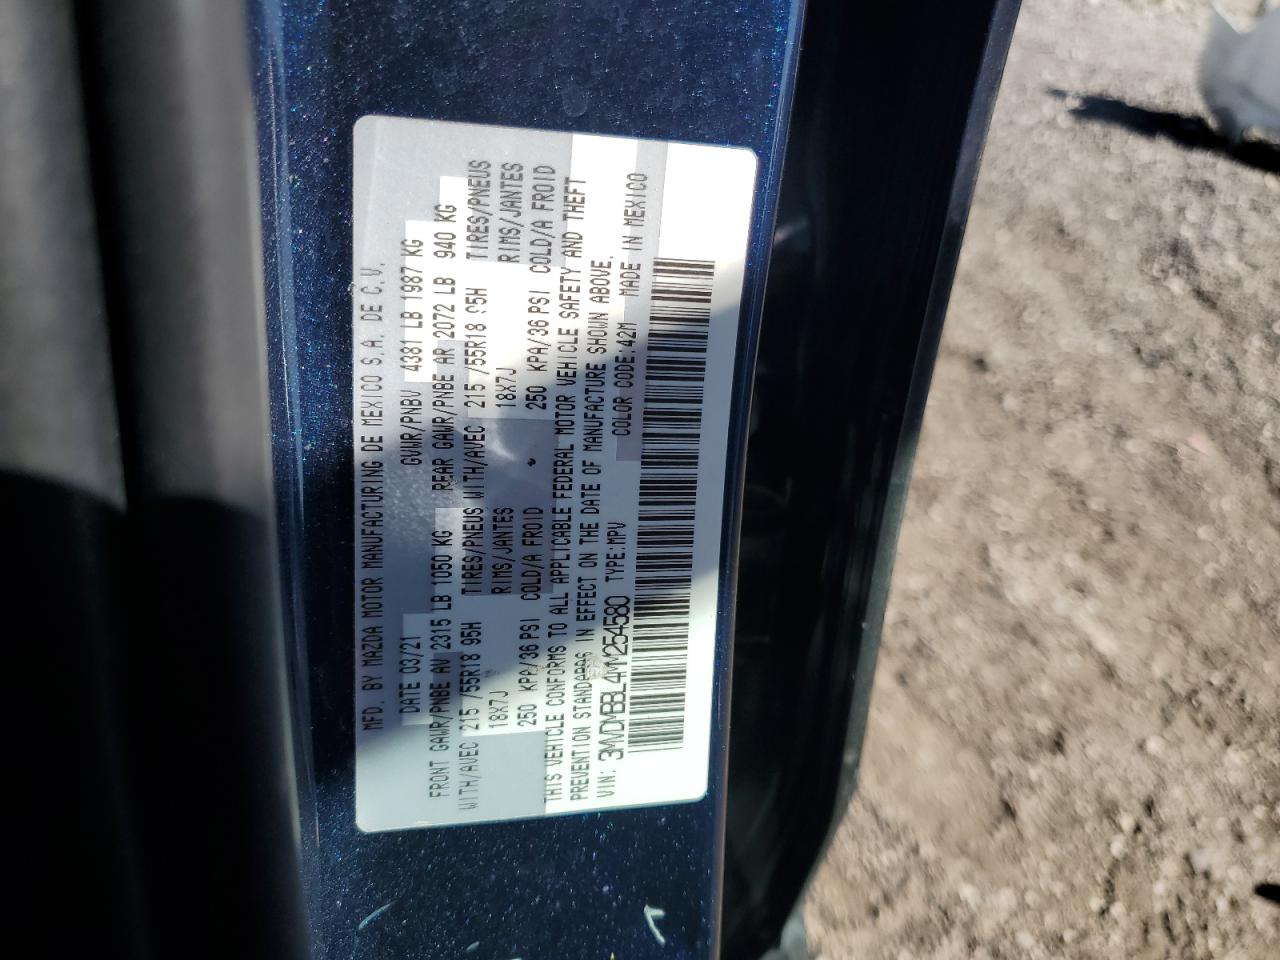 MFD. BY MAZDA MOTOR MANUFACTURING DE MEXICO S.A. DE C.V.
DATE 03/21 GVWR/PNBV 4381 LB 1987 KG
FRONT GAWR/PNBE AV 2315 LB 1050 KG REAR GAWR/PNBE AR 2072 LB 940 KG
WITH/AVEC 215 /55R18 95H TIRES/PNEUS WITH/AVEC 215 /55R18 95H TIRES/PNEUS
18X7J RIMS/JANTES 18X7J RIMS/JANTES
250 KPA/36 PSI COLD/A FROID 250 KPA/36 PSI COLD/A FROID
THIS VEHICLE CONFORMS TO ALL APPLICABLE FEDERAL MOTOR VEHICLE SAFETY AND THEFT
PREVENTION STANDARDS IN EFFECT ON THE DATE OF MANUFACTURE SHOWN ABOVE.
VIN: 3MVDMBBL4MM254580 TYPE:MPV COLOR CODE:42M MADE IN MEXICO